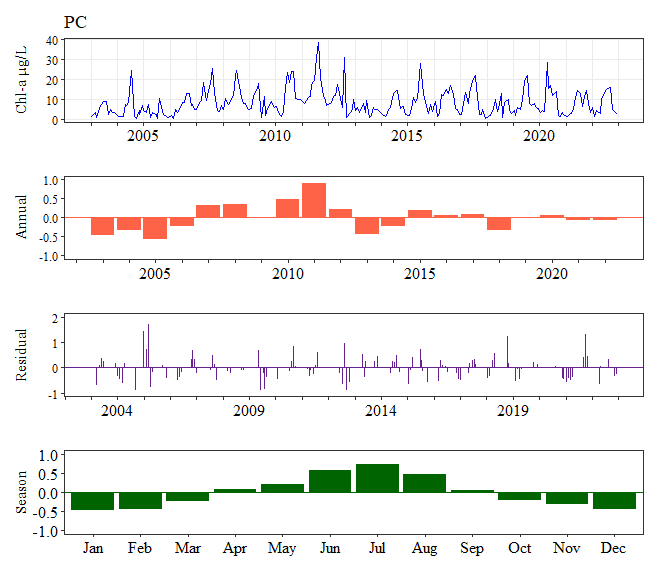 PC
Chl-a µg/L
40
30
20
10
0
2005 2010 2015 2020
Annual
1.0
0.5
0.0
-0.5
-1.0
2005 2010 2015 2020
Residual
2
1
0
-1
2004 2009 2014 2019
Season
1.0
0.5
0.0
-0.5
-1.0
Jan Feb Mar Apr May Jun Jul Aug Sep Oct Nov Dec